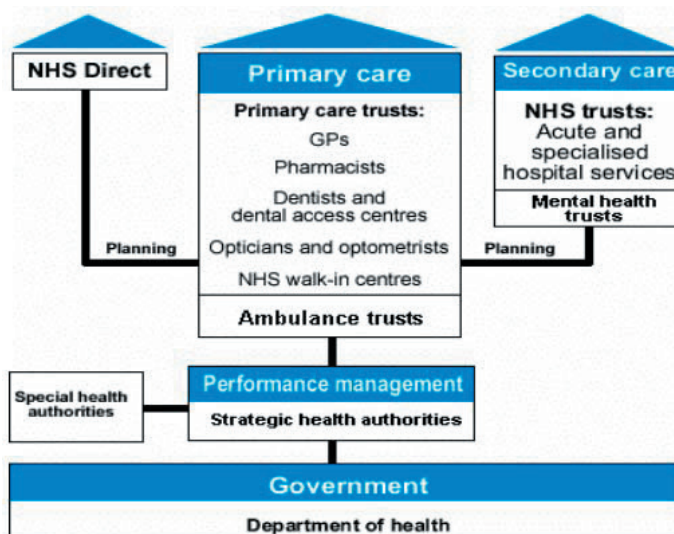 NHS Direct
Primary care
Primary care trusts:
GPs
Pharmacists
Dentists and
dental access centres
Opticians and optometrists
NHS walk-in centres
Ambulance trusts
Secondary care
NHS trusts:
Acute and
specialised
hospital services
Mental health
trusts
Planning
Planning
Performance management
Strategic health authorities
Special health
authorities
Government
Department of health